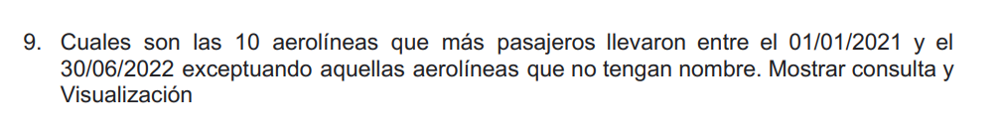 9. Cuales son las 10 aerolíneas que más pasajeros llevaron entre el 01/01/2021 y el
30/06/2022 exceptuando aquellas aerolíneas que no tengan nombre. Mostrar consulta y
Visualización